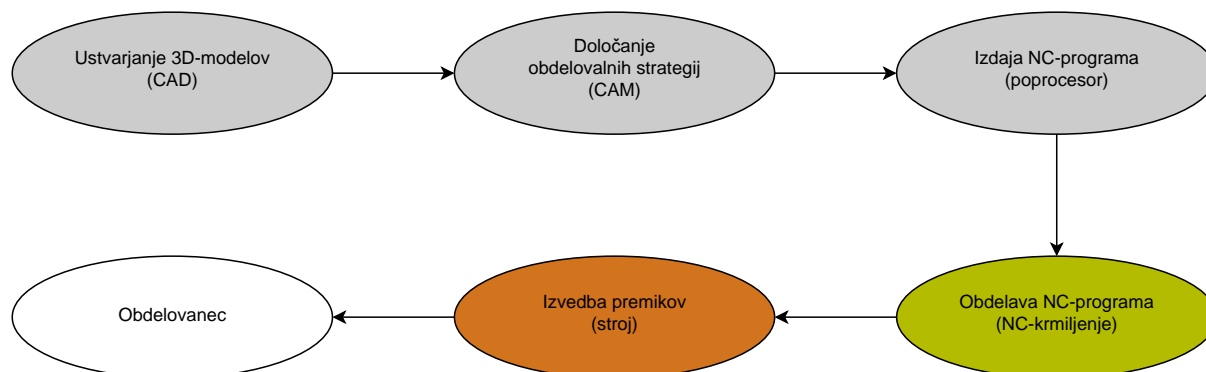 Ustvarjanje 3D-modelov
(CAD)
Določanje
obdelovalnih strategij
(CAM)
Izdaja NC-programa
(poprocesor)
Obdelava NC-programa
(NC-krmiljenje)
Izvedba premikov
(stroj)
Obdelovanec